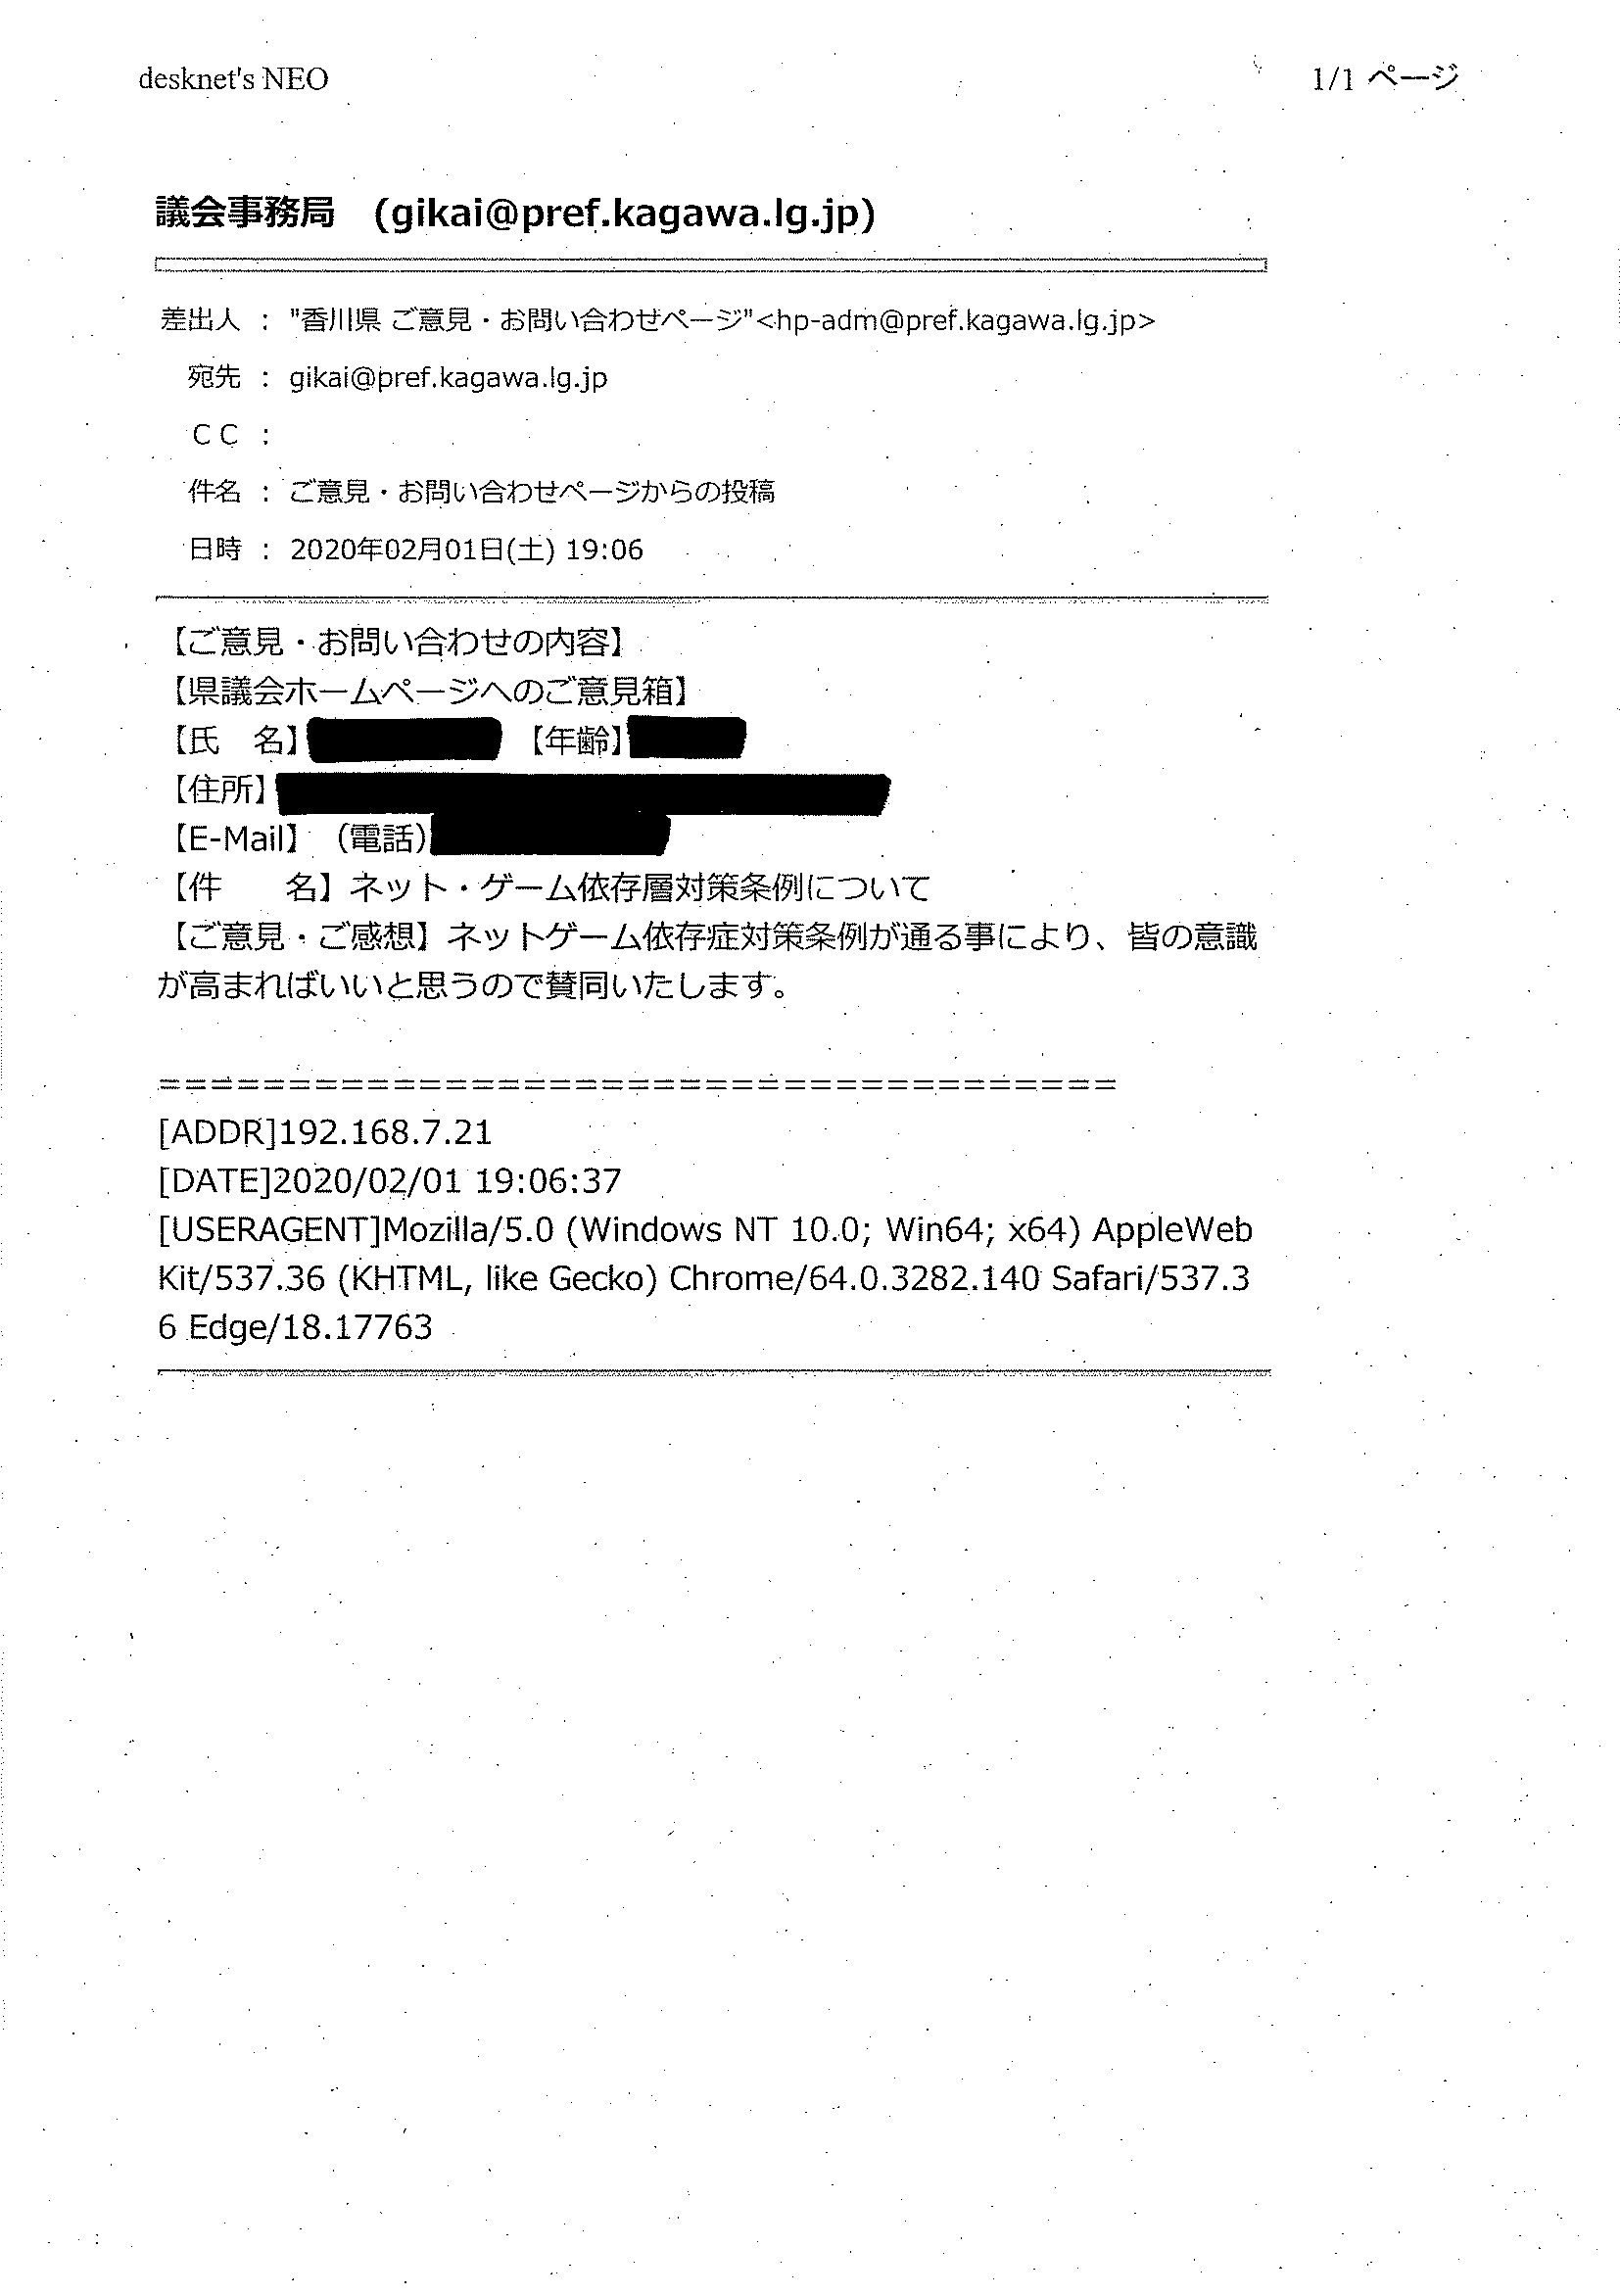 desknet's NEO
1/1 ページ
議会事務局　(gikai@pref.kagawa.lg.jp)
差出人 ： "香川県 ご意見・お問い合わせページ"<hp-adm@pref.kagawa.lg.jp>
宛先 ： gikai@pref.kagawa.lg.jp
ＣＣ ：
件名 ： ご意見・お問い合わせページからの投稿
日時 ： 2020年02月01日(土) 19:06
【ご意見・お問い合わせの内容】
【県議会ホームページへのご意見箱】
【氏　名】 【年齢】
【住所】
【E-Mail】（電話）
【件　　名】ネット・ゲーム依存層対策条例について
【ご意見・ご感想】ネットゲーム依存症対策条例が通る事により、皆の意識
が高まればいいと思うので賛同いたします。
=====================================
[ADDR]192.168.7.21
[DATE]2020/02/01 19:06:37
[USERAGENT]Mozilla/5.0 (Windows NT 10.0; Win64; x64) AppleWeb
Kit/537.36 (KHTML, like Gecko) Chrome/64.0.3282.140 Safari/537.3
6 Edge/18.17763